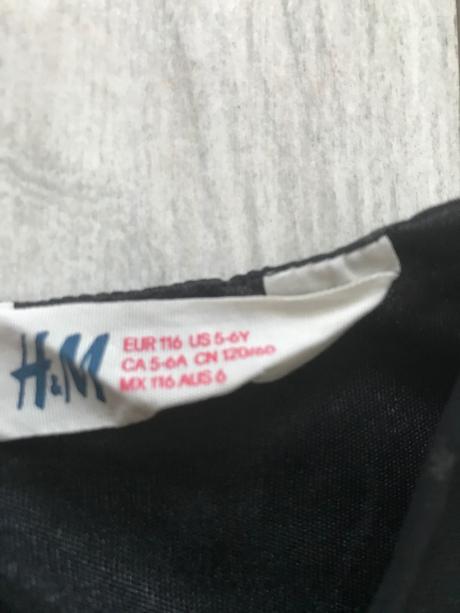 H&M
EUR 116 US 5-6Y
CA 5-6A CN 120/60
MX 116 AUS 6